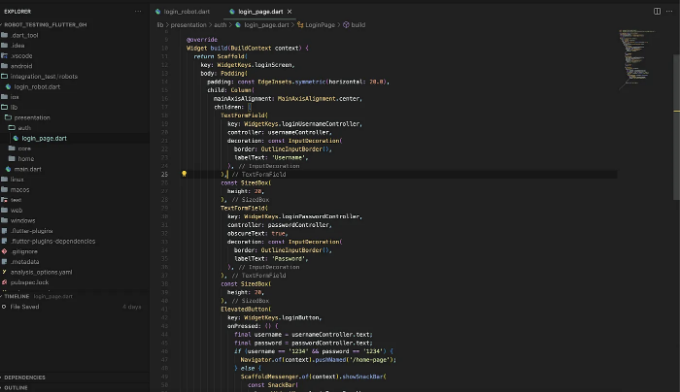 EXPLORER
ROBOT_TESTING_FLUTTER_GH
.dart_tool
.idea
.vscode
android
integration_test/robots
login_robot.dart
ios
lib
presentation
auth
login_page.dart
core
home
main.dart
linux
macos
test
web
windows
.flutter-plugins
.flutter-plugins-dependencies
.gitignore
.metadata
analysis_options.yaml
pubspec.lock
TIMELINE login_page.dart
File Saved 4 days
DEPENDENCIES
OUTLINE
login_robot.dart
login_page.dart
lib > presentation > auth > login_page.dart > LoginPage > build
@override
Widget build(BuildContext context) {
return Scaffold(
key: WidgetKeys.loginScreen,
body: Padding(
padding: const EdgeInsets.symmetric(horizontal: 20.0),
child: Column(
mainAxisAlignment: MainAxisAlignment.center,
children: [
TextFormField(
key: WidgetKeys.loginUsernameController,
controller: usernameController,
decoration: const InputDecoration(
border: OutlineInputBorder(),
labelText: 'Username',
), // InputDecoration
25 ), // TextFormField
const SizedBox(
height: 20,
), // SizedBox
TextFormField(
key: WidgetKeys.loginPasswordController,
controller: passwordController,
obscureText: true,
decoration: const InputDecoration(
border: OutlineInputBorder(),
labelText: 'Password',
), // InputDecoration
), // TextFormField
const SizedBox(
height: 20,
), // SizedBox
ElevatedButton(
key: WidgetKeys.loginButton,
onPressed: () {
final username = usernameController.text;
final password = passwordController.text;
if (username == '1234' && password == '1234') {
Navigator.of(context).pushNamed('/home-page');
} else {
ScaffoldMessenger.of(context).showSnackBar(
const SnackBar(